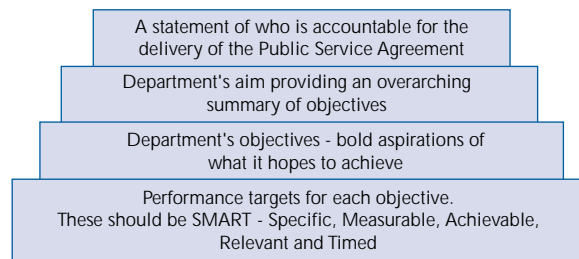 A statement of who is accountable for the
delivery of the Public Service Agreement
Department's aim providing an overarching
summary of objectives
Department's objectives - bold aspirations of
what it hopes to achieve
Performance targets for each objective.
These should be SMART - Specific, Measurable, Achievable,
Relevant and Timed